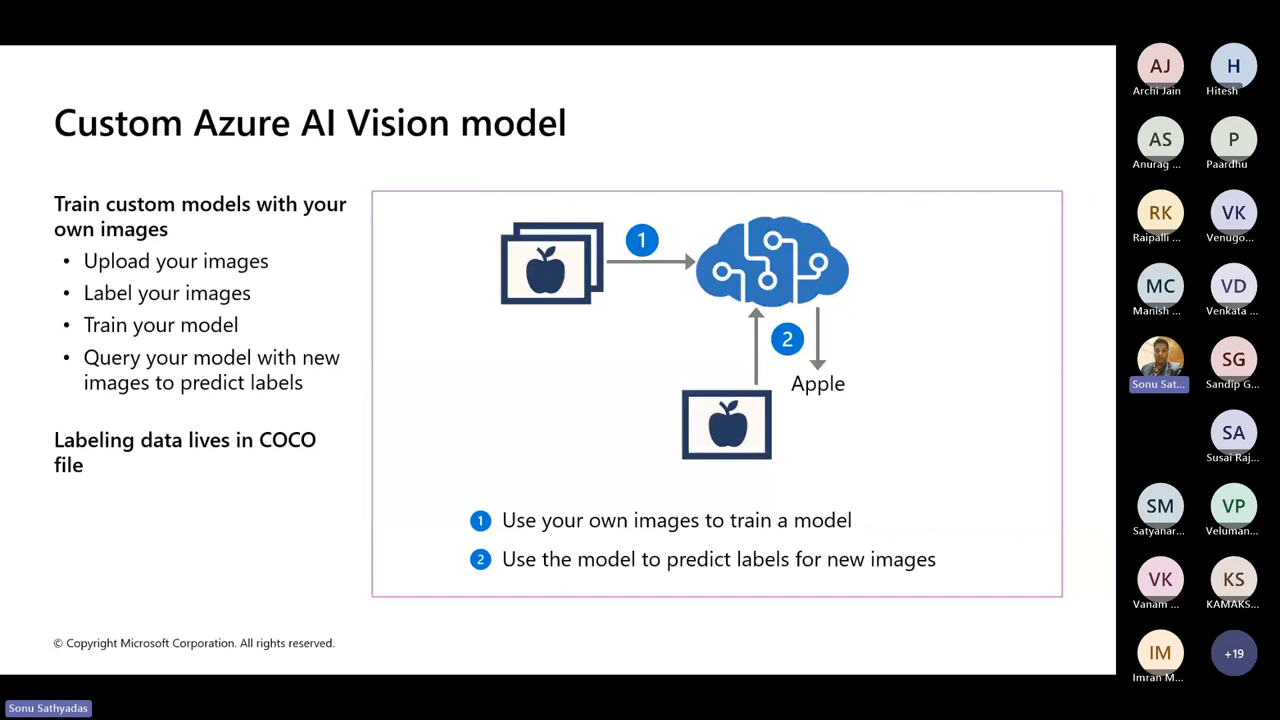 Custom Azure AI Vision model
Train custom models with your
own images
• Upload your images
• Label your images
• Train your model
• Query your model with new
images to predict labels
Labeling data lives in COCO
file
1
2
Apple
1 Use your own images to train a model
2 Use the model to predict labels for new images
© Copyright Microsoft Corporation. All rights reserved.
AJ
Archi Jain
H
Hitesh
AS
Anurag ...
P
Paardhu
RK
Raipalli ...
VK
Venugo...
MC
Manish ...
VD
Venkata ...
Sonu Sat...
SG
Sandip G...
SA
Susai Raj...
SM
Satyanar...
VP
Veluman...
VK
Vanam ...
KS
KAMAKS...
IM
Imran M...
+19
Sonu Sathyadas